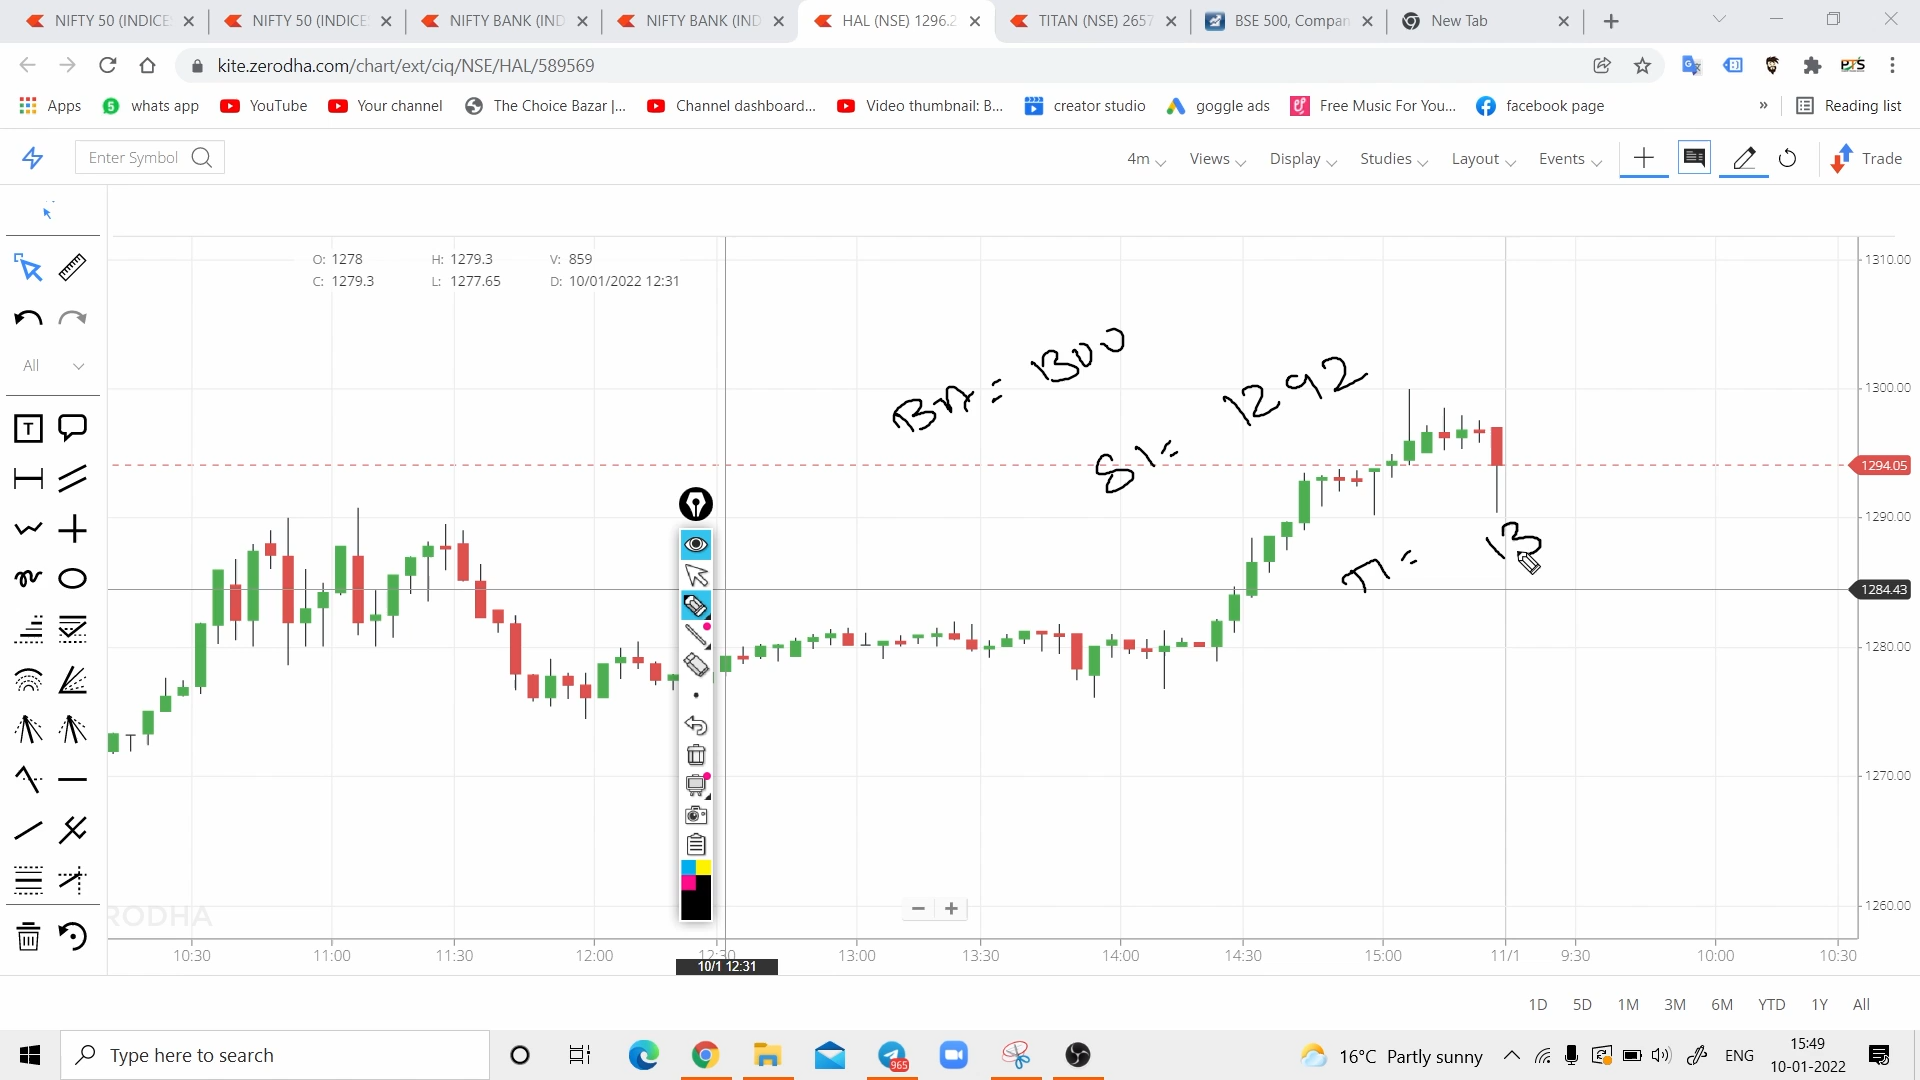 NIFTY 50 (INDICE
NIFTY 50 (INDICE
NIFTY BANK (IND
NIFTY BANK (IND
HAL (NSE) 1296.2
TITAN (NSE) 2657
BSE 500, Compan
New Tab
kite.zerodha.com/chart/ext/ciq/NSE/HAL/589569
PTS
Apps
whats app
YouTube
Your channel
The Choice Bazar |...
Channel dashboard...
Video thumbnail: B...
creator studio
goggle ads
Free Music For You...
facebook page
»
Reading list
Enter Symbol
4m
Views
Display
Studies
Layout
Events
Trade
O: 1278
H: 1279.3
V: 859
C: 1279.3
L: 1277.65
D: 10/01/2022 12:31
All
T
= 1300
Sl= 1292
= 13
1310.00
1300.00
1294.05
1290.00
1284.43
1280.00
1270.00
1260.00
RODHA
10:30
11:00
11:30
12:00
12:30
13:00
13:30
14:00
14:30
15:00
11/1
9:30
10:00
10:30
10/1 12:31
1D
5D
1M
3M
6M
YTD
1Y
All
Type here to search
965
16°C Partly sunny
ENG
15:49
10-01-2022